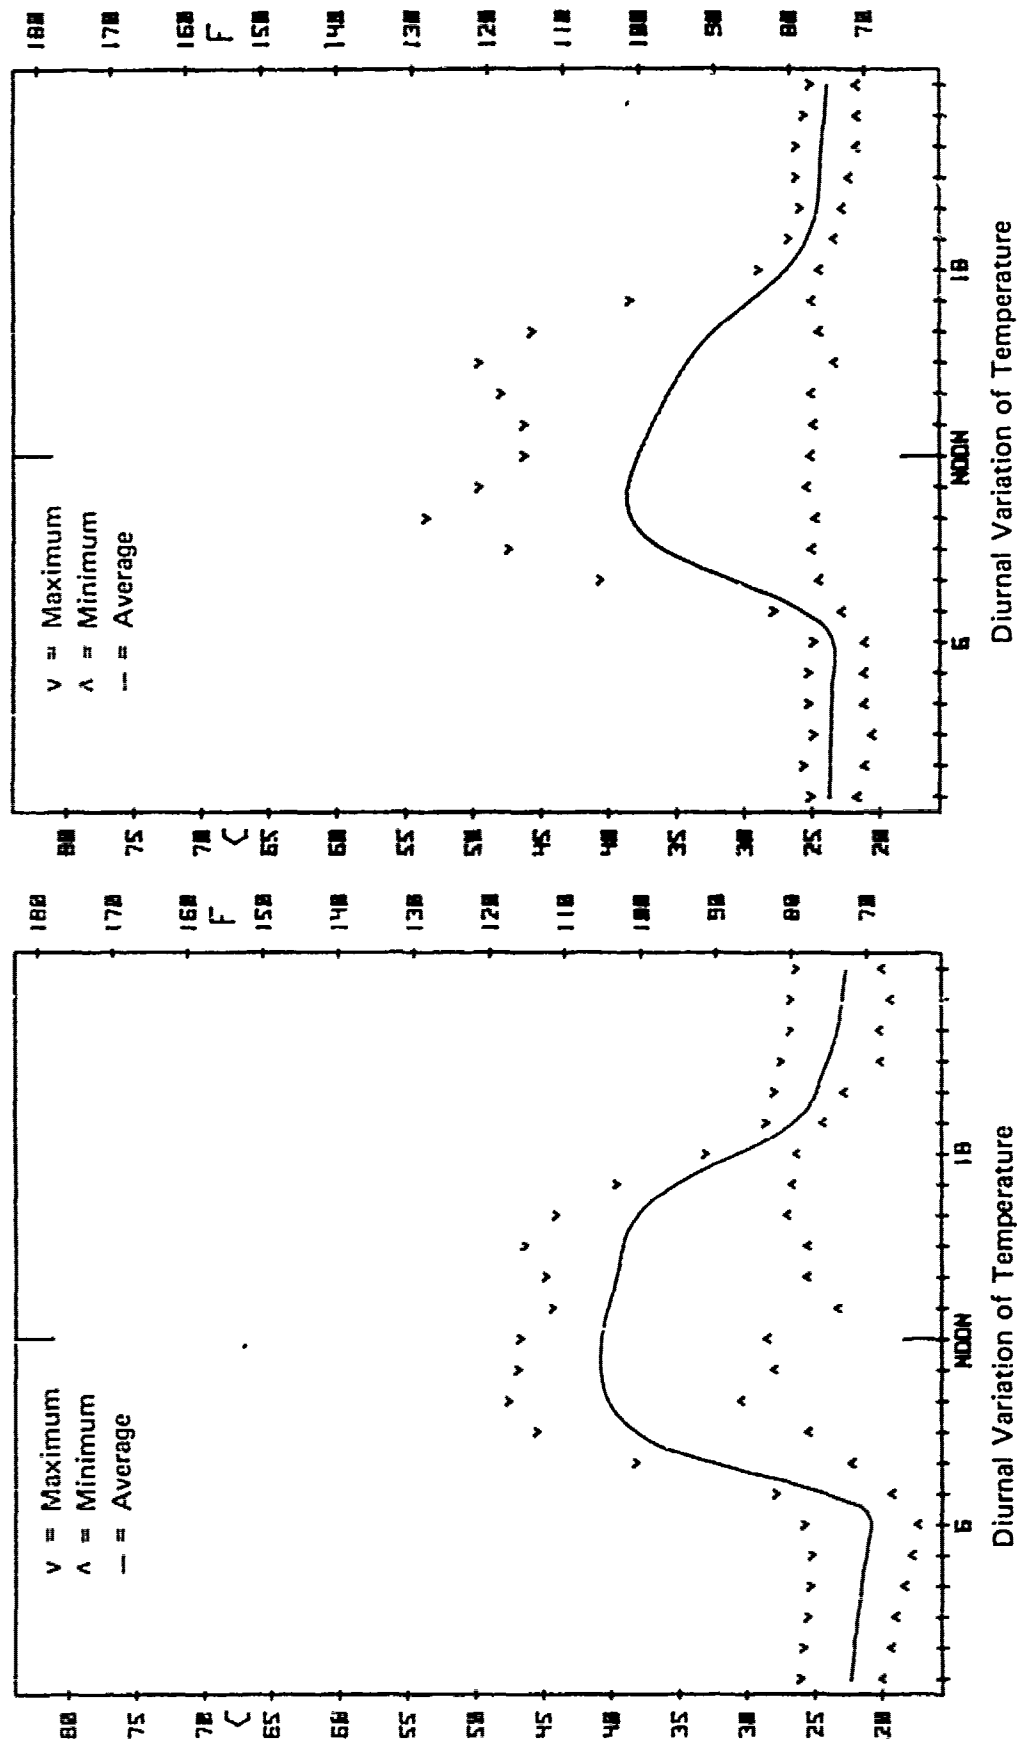 180 170 160 F 150 140 130 120 110 100 90 80 70
v = Maximum
ʌ = Minimum
— = Average
80 75 70 C 65 60 55 50 45 40 35 30 25 20
6 NOON 18
Diurnal Variation of Temperature
180 170 160 F 150 140 130 120 110 100 90 80 70
v = Maximum
ʌ = Minimum
— = Average
80 75 70 C 65 60 55 50 45 40 35 30 25 20
6 NOON 18
Diurnal Variation of Temperature